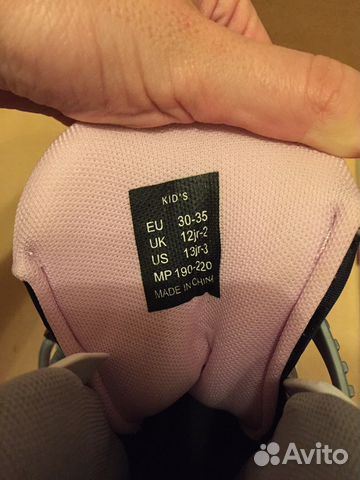 KID'S
EU 30-35
UK 12jr-2
US 13jr-3
MP 190-220
MADE IN CHINA
Avito